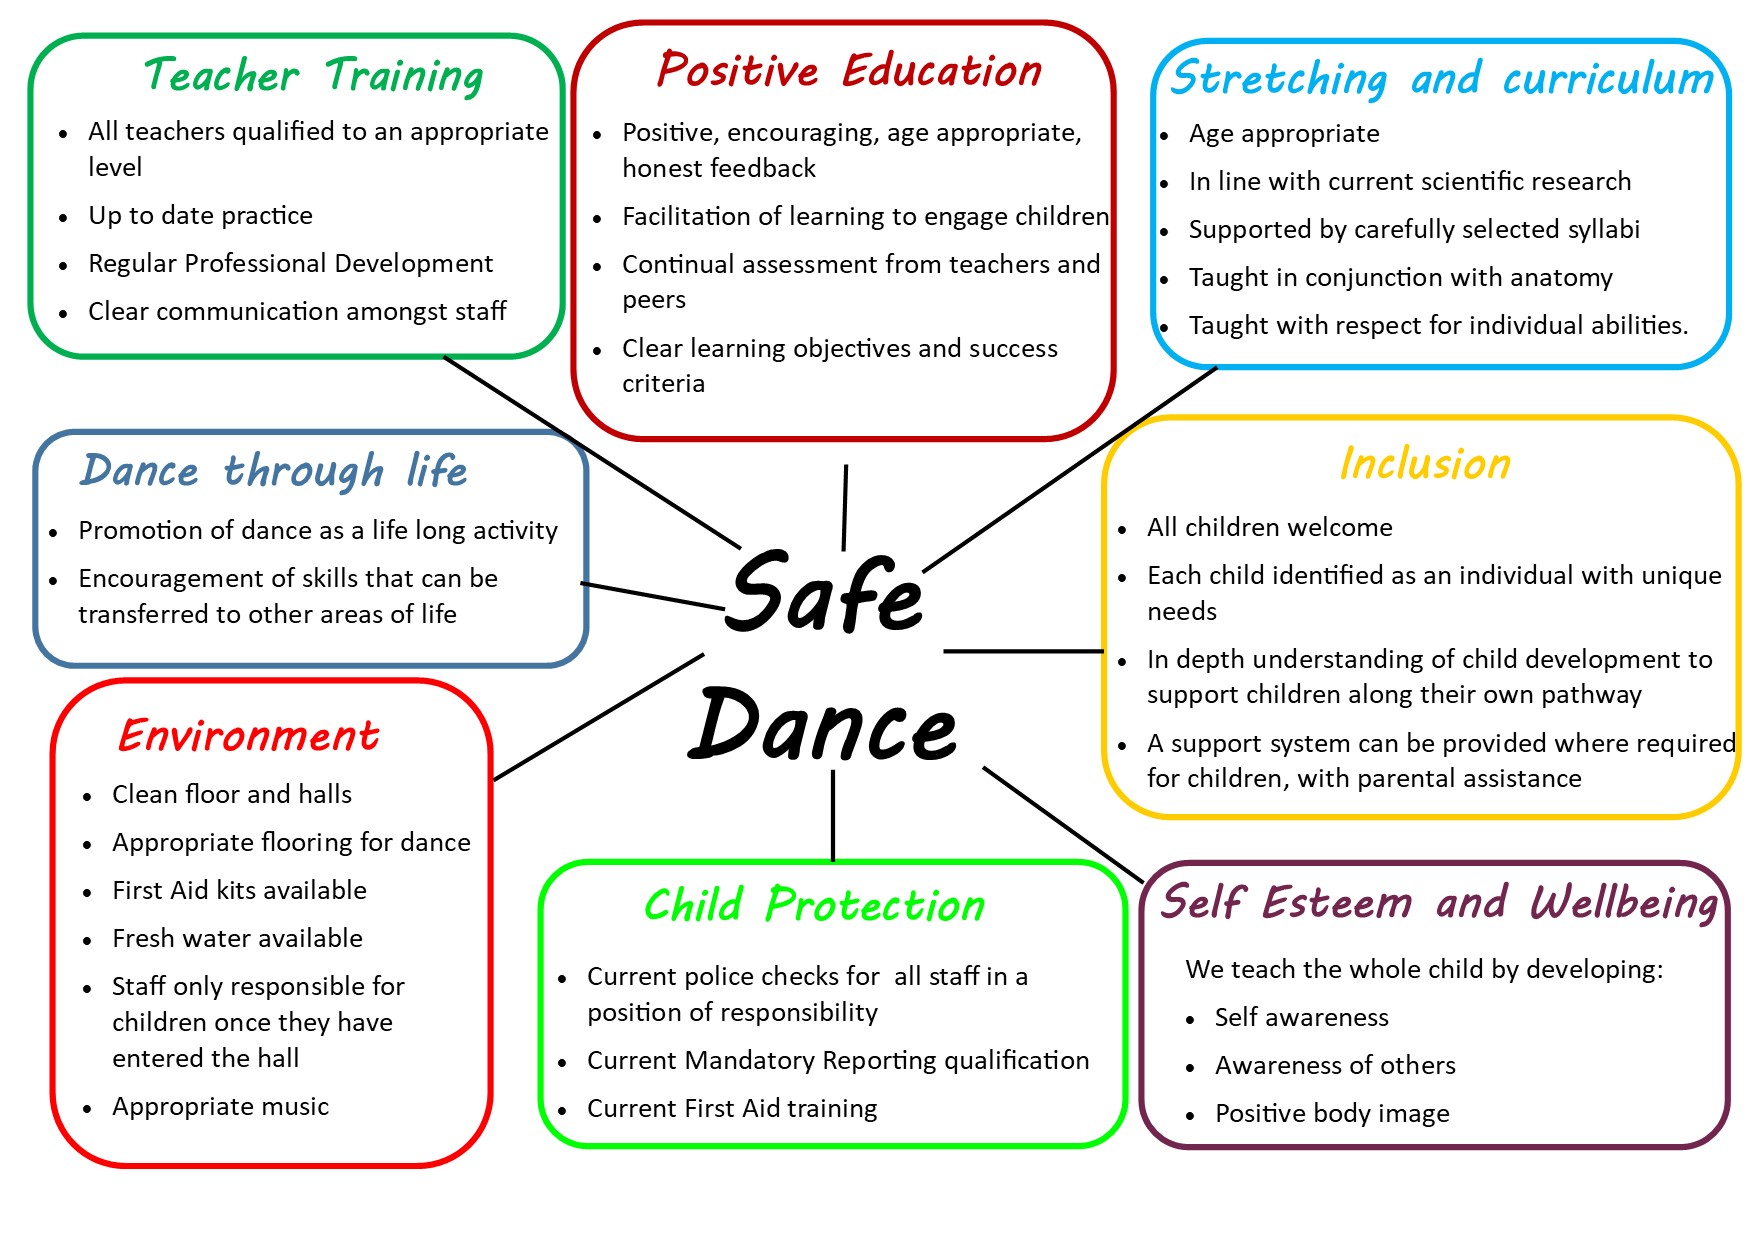 Teacher Training
• All teachers qualified to an appropriate
level
• Up to date practice
• Regular Professional Development
• Clear communication amongst staff
Positive Education
• Positive, encouraging, age appropriate,
honest feedback
• Facilitation of learning to engage children
• Continual assessment from teachers and
peers
• Clear learning objectives and success
criteria
Stretching and curriculum
• Age appropriate
• In line with current scientific research
• Supported by carefully selected syllabi
• Taught in conjunction with anatomy
• Taught with respect for individual abilities.
Dance through life
• Promotion of dance as a life long activity
• Encouragement of skills that can be
transferred to other areas of life
Safe
Dance
Inclusion
• All children welcome
• Each child identified as an individual with unique
needs
• In depth understanding of child development to
support children along their own pathway
• A support system can be provided where required
for children, with parental assistance
Environment
• Clean floor and halls
• Appropriate flooring for dance
• First Aid kits available
• Fresh water available
• Staff only responsible for
children once they have
entered the hall
• Appropriate music
Child Protection
• Current police checks for  all staff in a
position of responsibility
• Current Mandatory Reporting qualification
• Current First Aid training
Self Esteem and Wellbeing
We teach the whole child by developing:
• Self awareness
• Awareness of others
• Positive body image